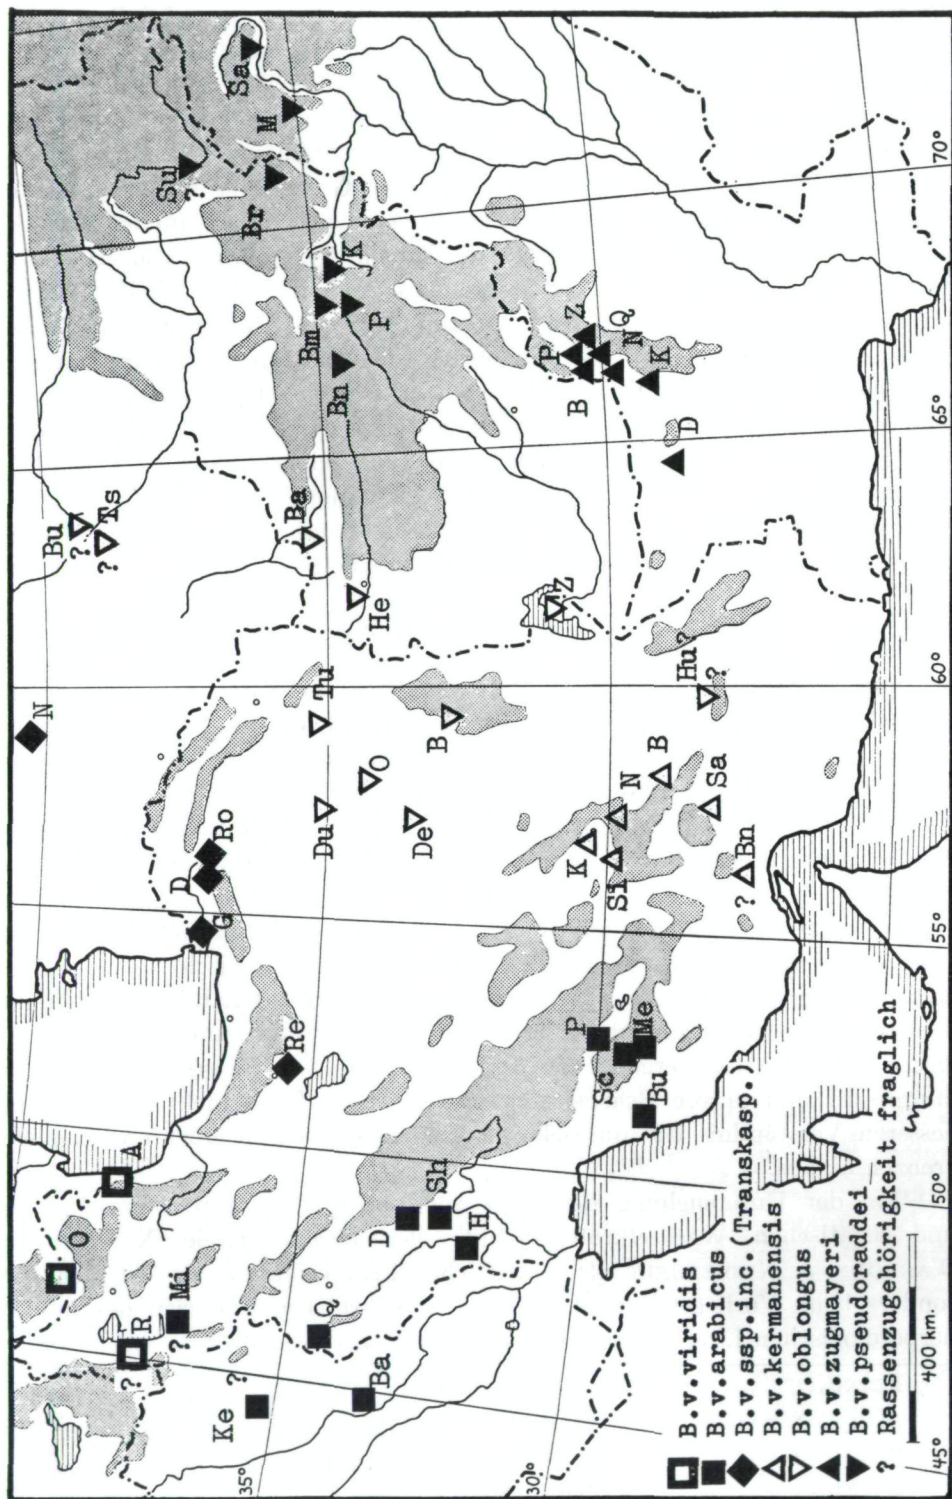 N
Bu
?
Ts
?
Su
?
Sa
M
Br
K
P
Bm
Bn
Ba
He
Z
Tu
Du
O
De
B
Ro
D
G
Re
A
O
R
?
Mi
?
Ke
?
Q
Ba
D
Sh
H
P
Sc
Me
Bu
K
Si
N
B
Sa
Bn
?
Hu?
?
P
Z
Q
N
B
K
D
35°
30°
45°
50°
55°
60°
65°
70°
400 km.
B.v.viridis
B.v.arabicus
B.v.ssp.inc.(Transkasp.)
B.v.kermanensis
B.v.oblongus
B.v.zugmayeri
B.v.pseudoraddei
? Rassenzugehörigkeit fraglich